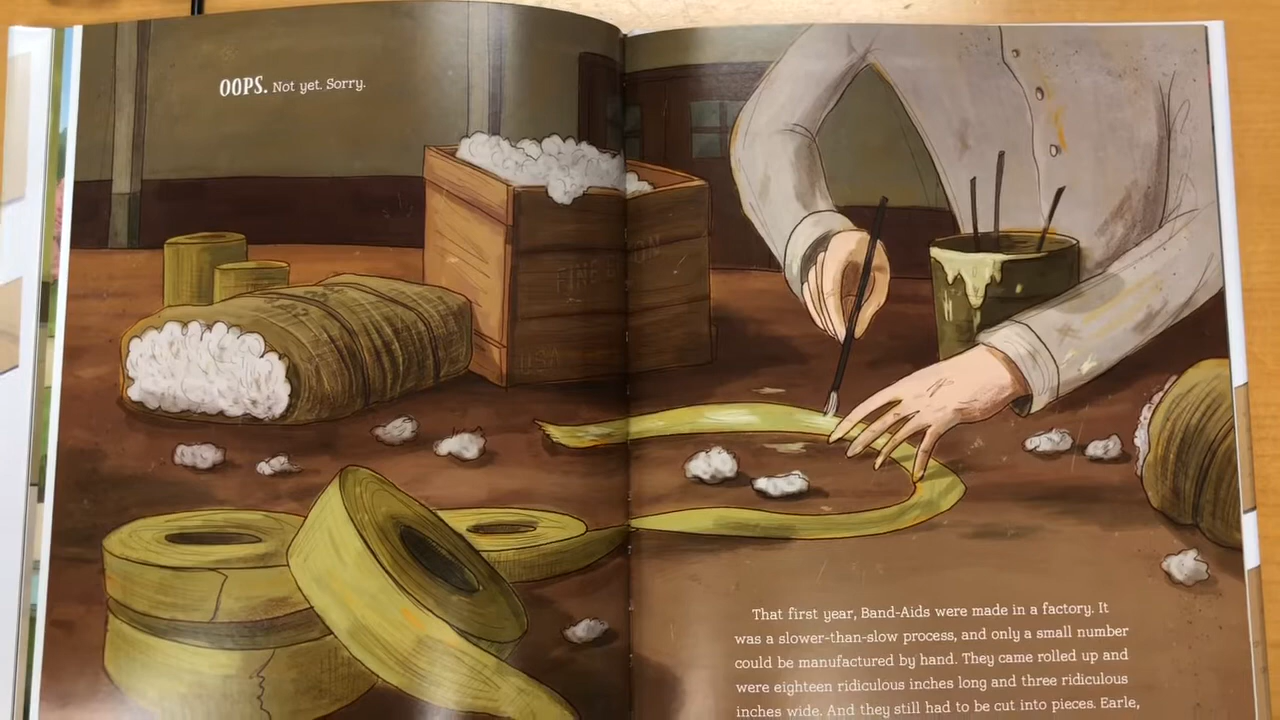 OOPS. Not yet. Sorry.
USA
That first year, Band-Aids were made in a factory. It
was a slower-than-slow process, and only a small number
could be manufactured by hand. They came rolled up and
were eighteen ridiculous inches long and three ridiculous
inches wide. And they still had to be cut into pieces. Earle,